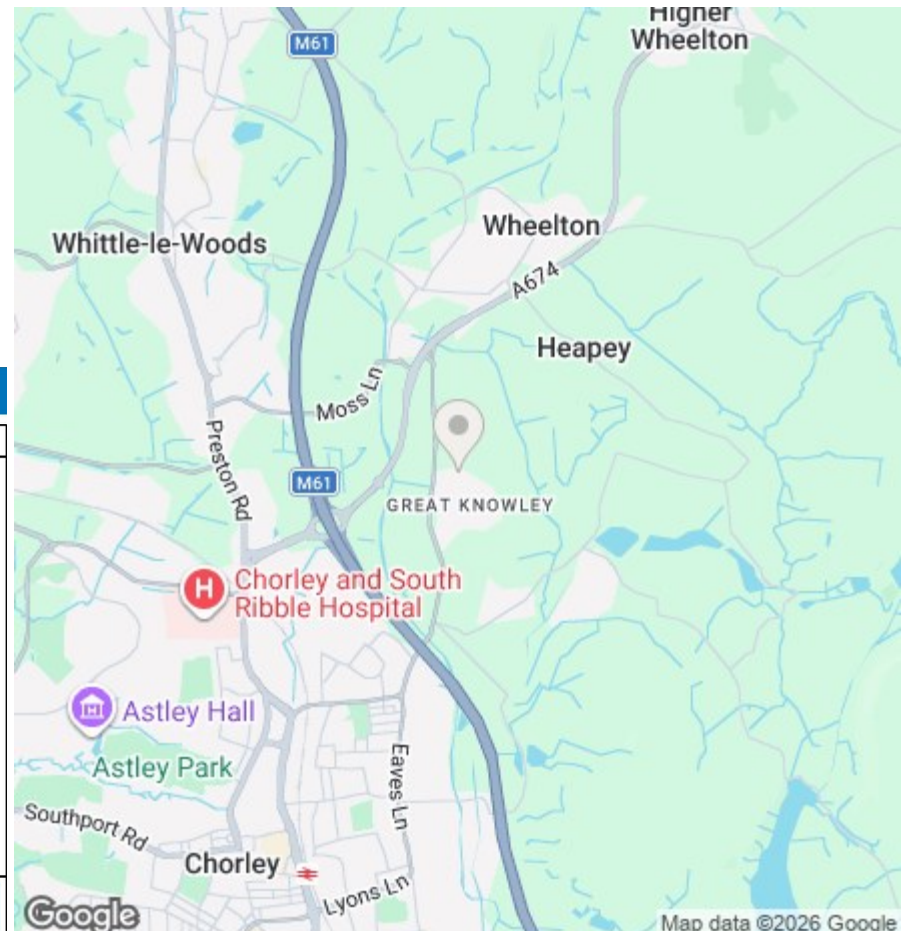 Higher
Wheelton
M61
Wheelton
Whittle-le-Woods
A674
Heapey
Moss Ln
Preston Rd
M61
GREAT KNOWLEY
H
Chorley and South
Ribble Hospital
Astley Hall
Astley Park
Eaves Ln
Southport Rd
Chorley
Lyons Ln
Google
Map data ©2026 Google